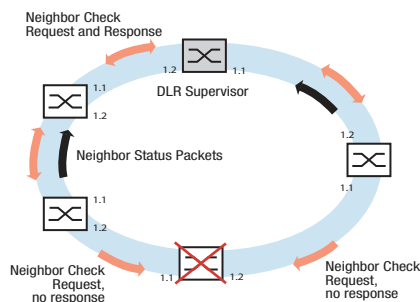 Neighbor Check
Request and Response
1.2
1.1
DLR Supervisor
1.1
1.2
1.2
1.1
Neighbor Status Packets
1.1
1.2
Neighbor Check
Request,
no response
1.1
1.2
Neighbor Check
Request,
no response